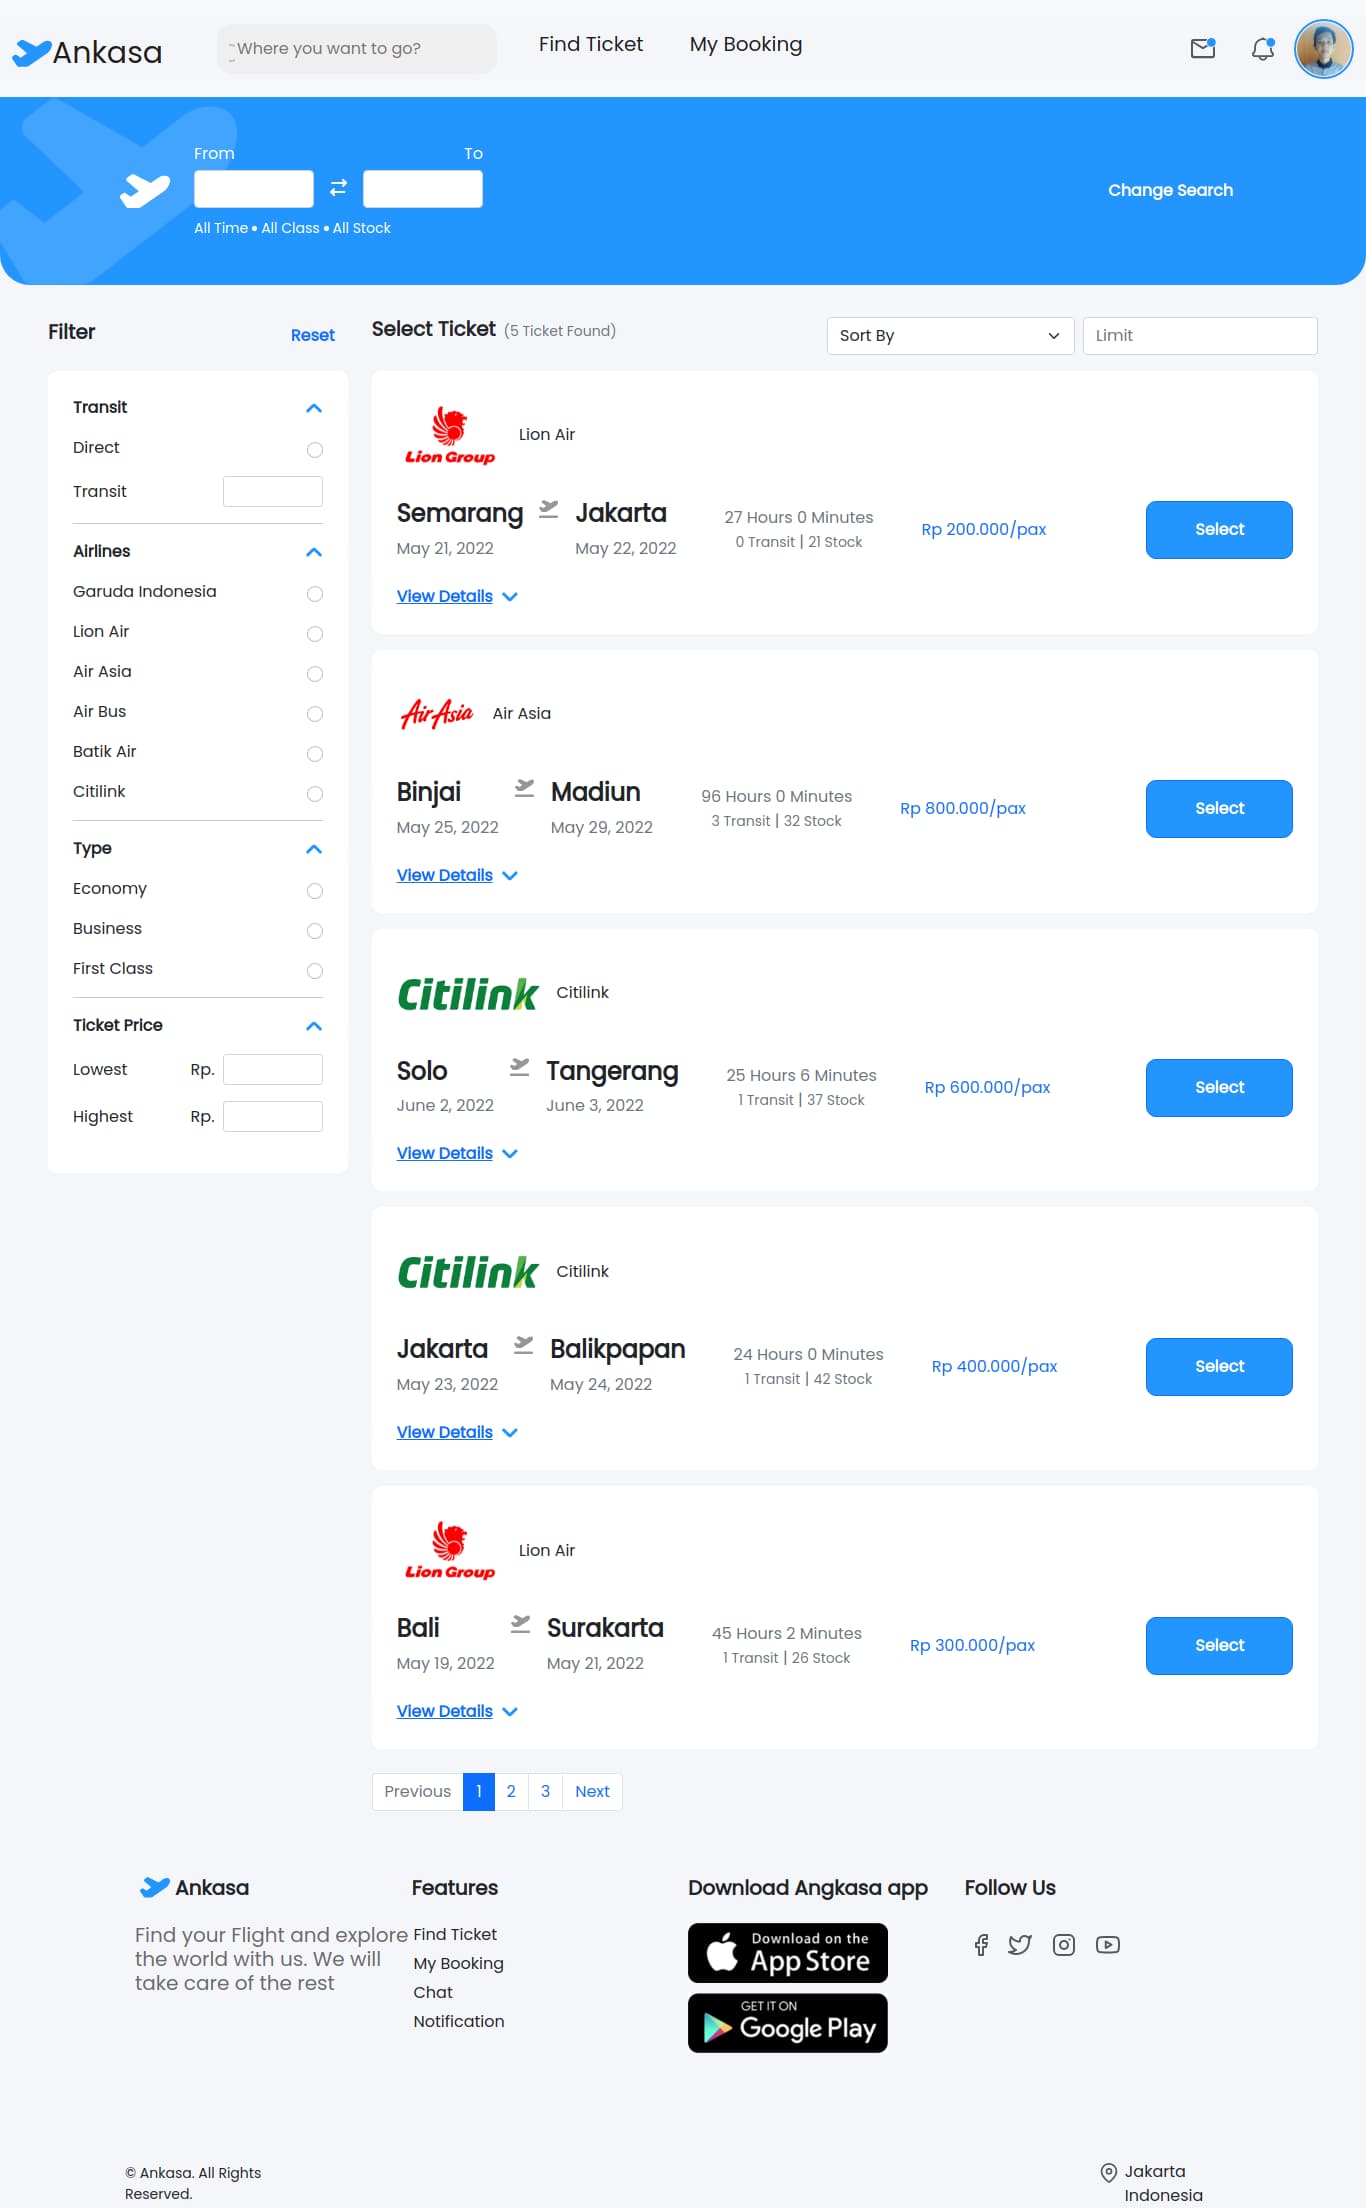 Ankasa
Where you want to go?
Find Ticket
My Booking
From
To
All Time • All Class • All Stock
Change Search
Filter
Reset
Select Ticket (5 Ticket Found)
Sort By
Limit
Transit
Direct
Transit
Airlines
Garuda Indonesia
Lion Air
Air Asia
Air Bus
Batik Air
Citilink
Type
Economy
Business
First Class
Ticket Price
Lowest Rp.
Highest Rp.
Lion Group
Lion Air
Semarang
Jakarta
May 21, 2022
May 22, 2022
27 Hours 0 Minutes
0 Transit | 21 Stock
Rp 200.000/pax
Select
View Details
AirAsia
Air Asia
Binjai
Madiun
May 25, 2022
May 29, 2022
96 Hours 0 Minutes
3 Transit | 32 Stock
Rp 800.000/pax
Select
View Details
Citilink
Citilink
Solo
Tangerang
June 2, 2022
June 3, 2022
25 Hours 6 Minutes
1 Transit | 37 Stock
Rp 600.000/pax
Select
View Details
Citilink
Citilink
Jakarta
Balikpapan
May 23, 2022
May 24, 2022
24 Hours 0 Minutes
1 Transit | 42 Stock
Rp 400.000/pax
Select
View Details
Lion Group
Lion Air
Bali
Surakarta
May 19, 2022
May 21, 2022
45 Hours 2 Minutes
1 Transit | 26 Stock
Rp 300.000/pax
Select
View Details
Previous 1 2 3 Next
Ankasa
Find your Flight and explore
the world with us. We will
take care of the rest
Features
Find Ticket
My Booking
Chat
Notification
Download Angkasa app
Download on the
App Store
GET IT ON
Google Play
Follow Us
© Ankasa. All Rights
Reserved.
Jakarta
Indonesia